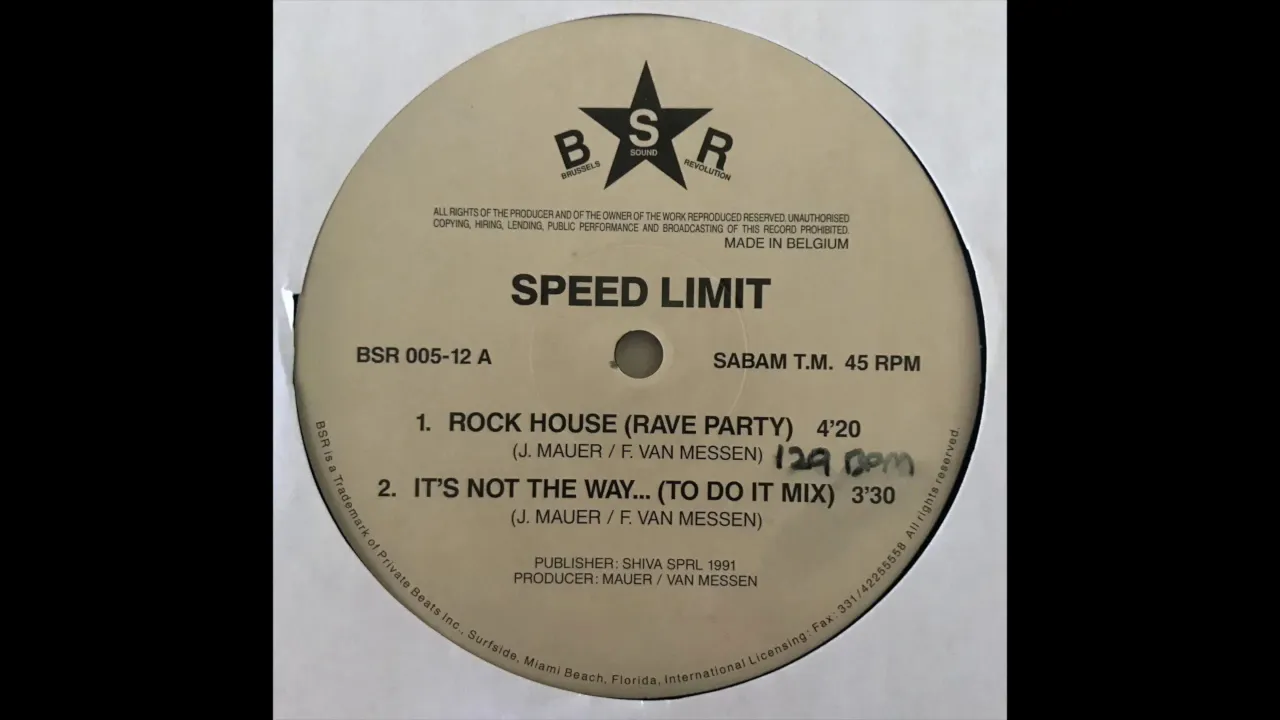 B S R
BRUSSELS SOUND REVOLUTION
ALL RIGHTS OF THE PRODUCER AND OF THE OWNER OF THE WORK REPRODUCED RESERVED. UNAUTHORISED
COPYING, HIRING, LENDING, PUBLIC PERFORMANCE AND BROADCASTING OF THIS RECORD PROHIBITED.
MADE IN BELGIUM
SPEED LIMIT
BSR 005-12 A
SABAM T.M. 45 RPM
1. ROCK HOUSE (RAVE PARTY) 4'20
(J. MAUER / F. VAN MESSEN) 129 BPM
2. IT'S NOT THE WAY... (TO DO IT MIX) 3'30
(J. MAUER / F. VAN MESSEN)
PUBLISHER: SHIVA SPRL 1991
PRODUCER: MAUER / VAN MESSEN
BSR is a Trademark of Private Beats Inc., Surfside, Miami Beach, Florida, International Licensing: Fax: 331/42255558 All rights reserved.